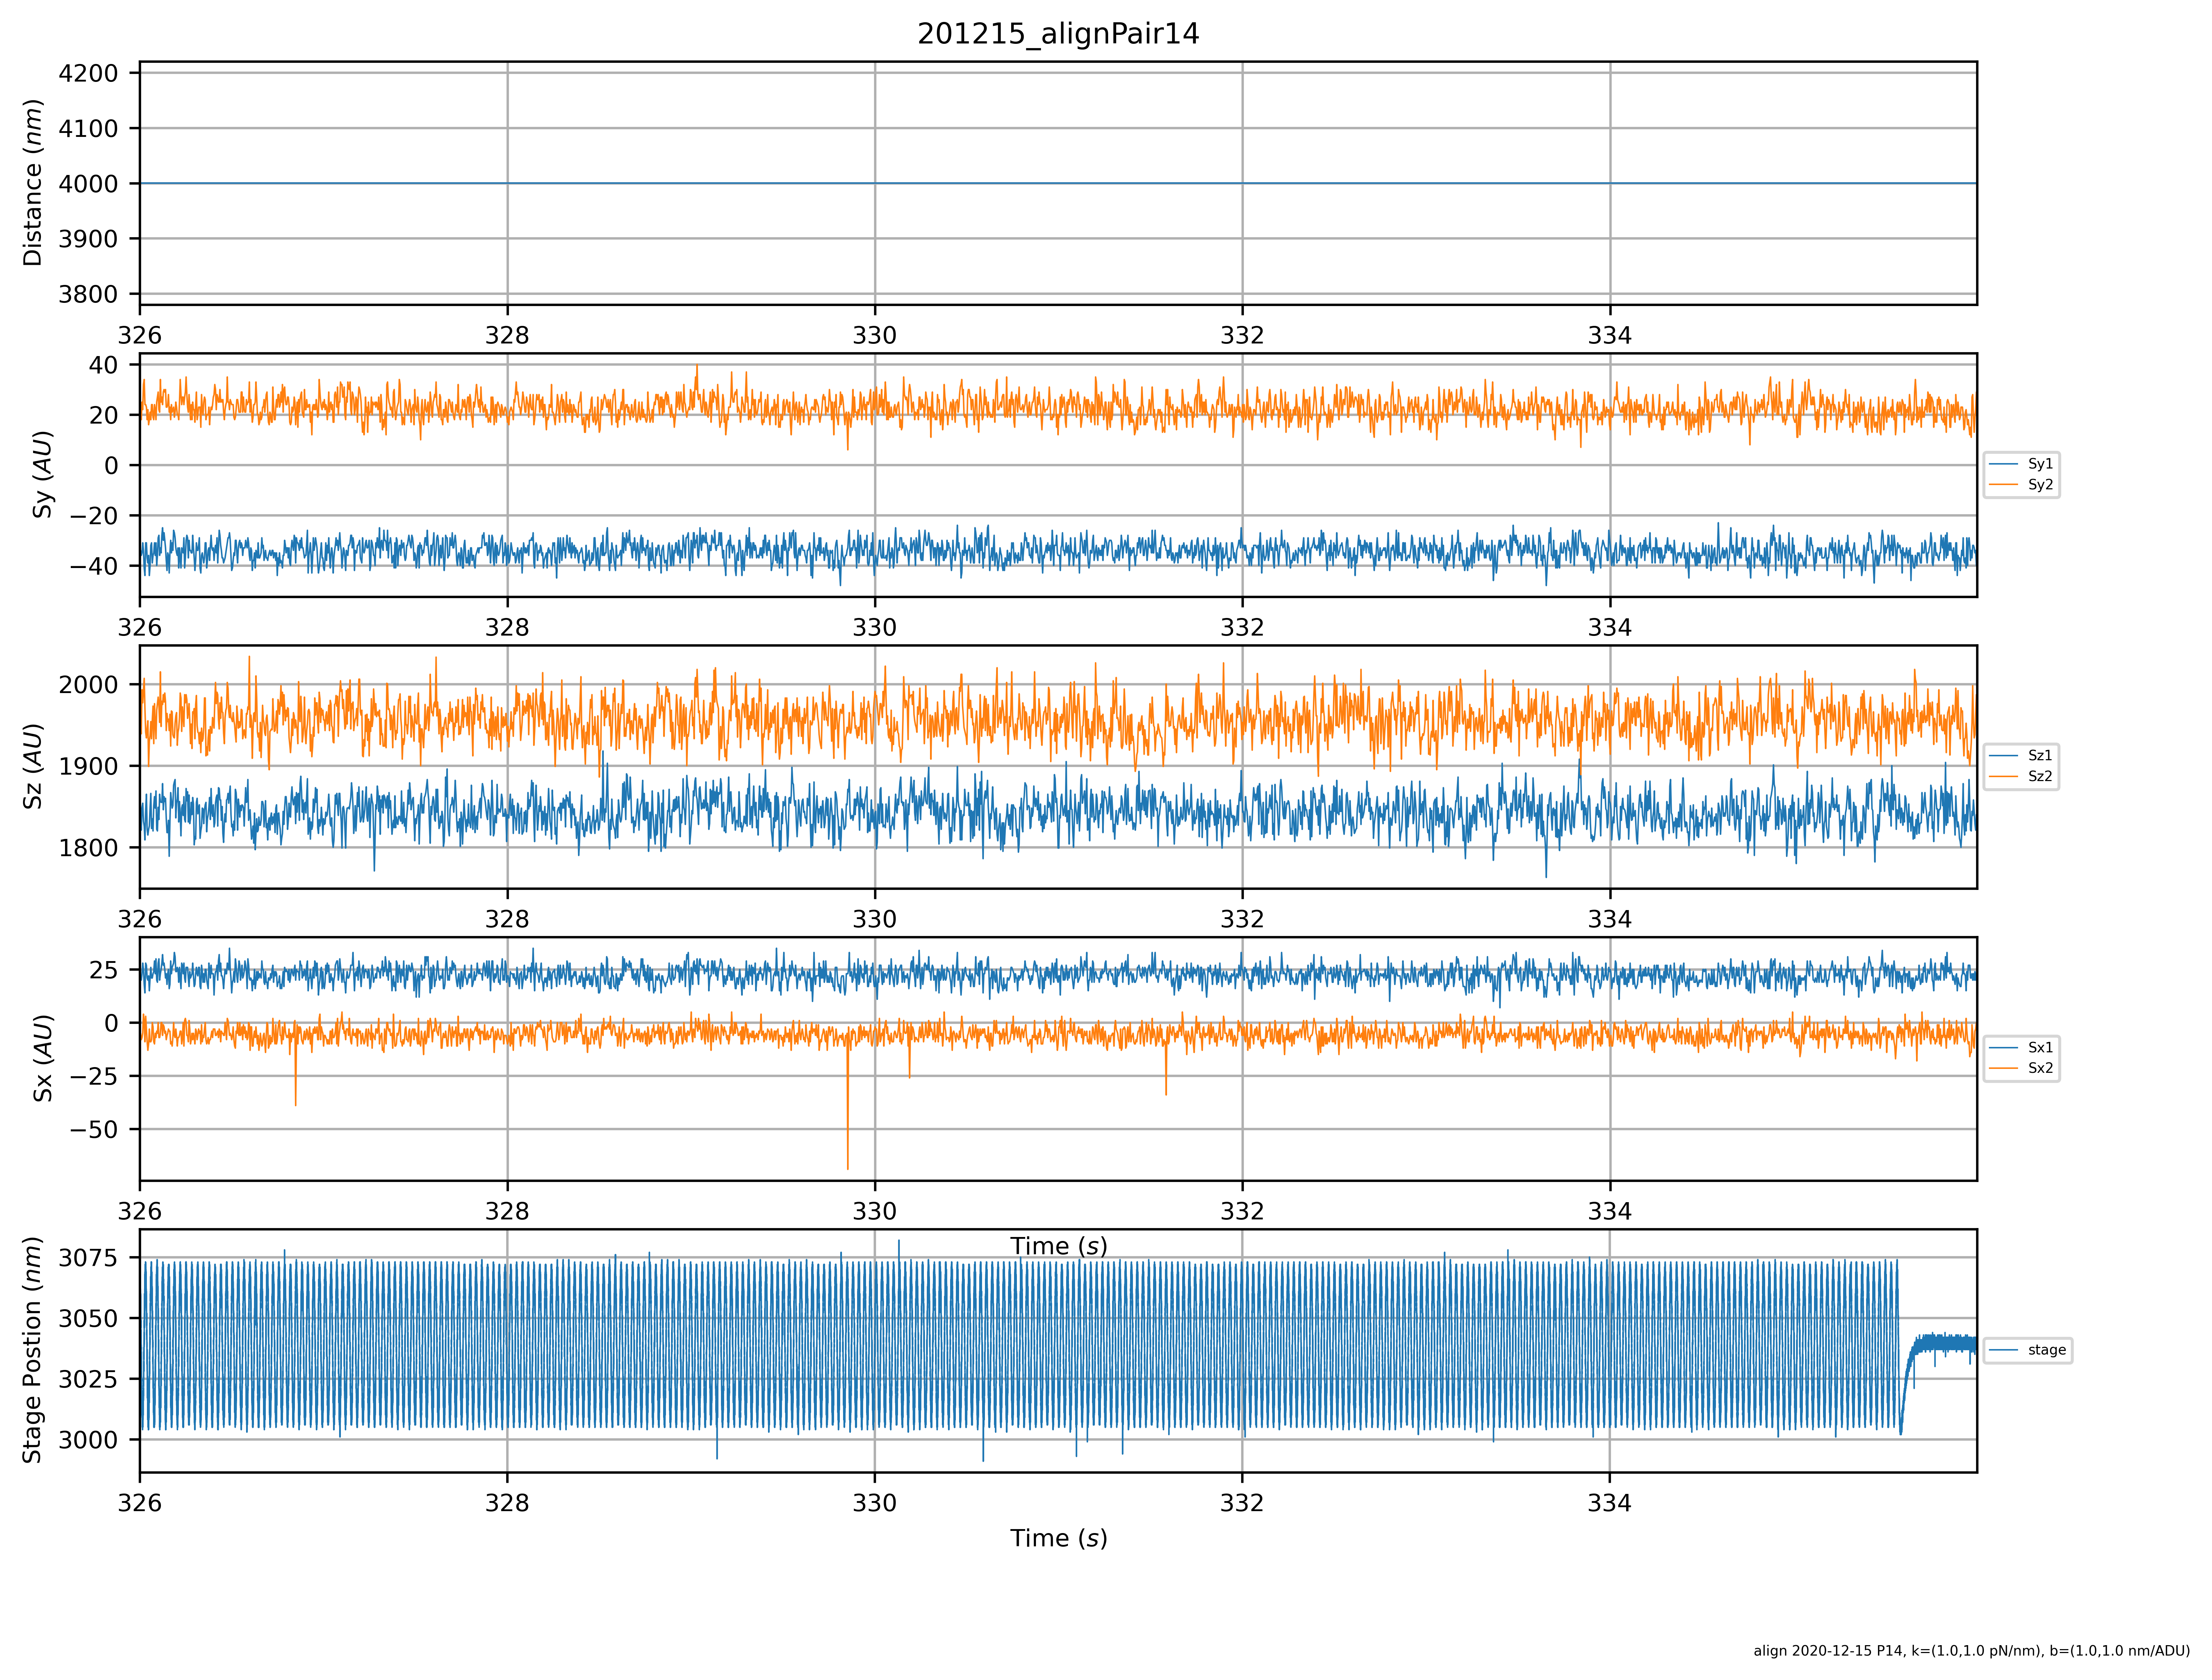 201215_alignPair14
4200
4100
4000
3900
3800
Distance (nm)
326 328 330 332 334
40
20
0
−20
−40
Sy (AU)
Sy1
Sy2
326 328 330 332 334
2000
1900
1800
Sz (AU)
Sz1
Sz2
326 328 330 332 334
25
0
−25
−50
Sx (AU)
Sx1
Sx2
326 328 330 332 334
Time (s)
3075
3050
3025
3000
Stage Postion (nm)
stage
326 328 330 332 334
Time (s)
align 2020-12-15 P14, k=(1.0,1.0 pN/nm), b=(1.0,1.0 nm/ADU)